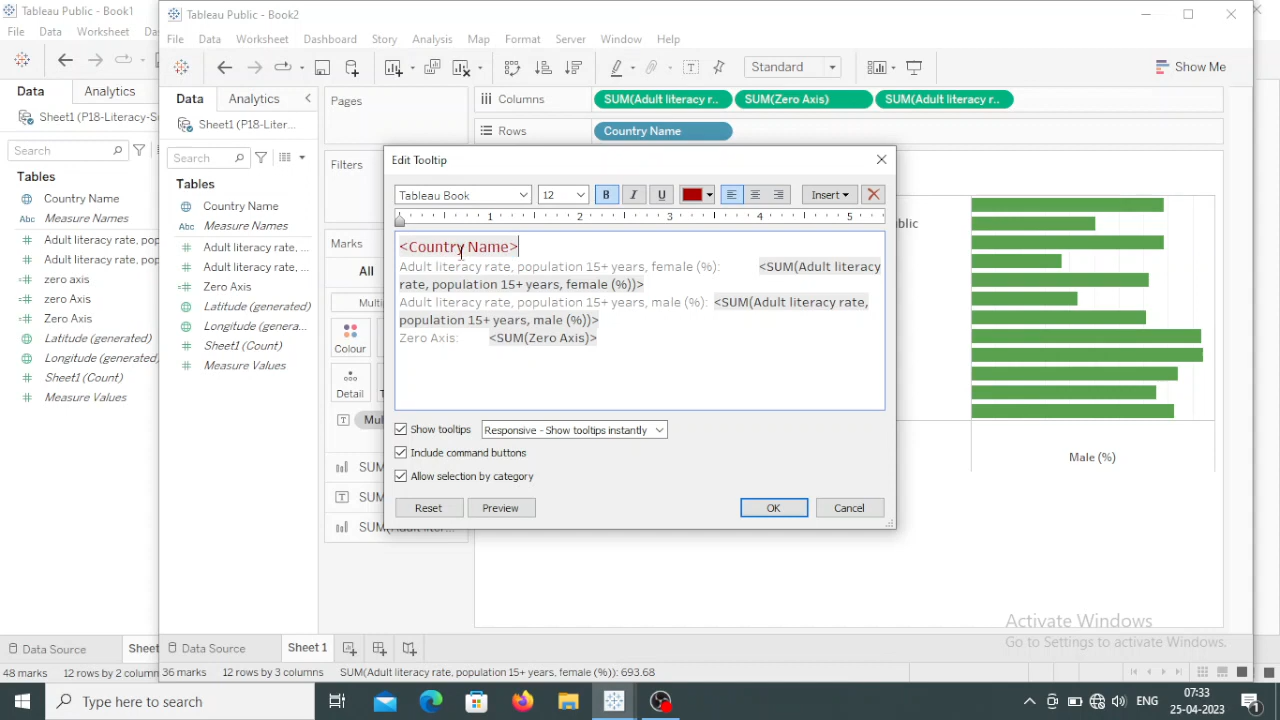 Tableau Public - Book1
File Data Worksheet Das
Data Analytics
Sheet1 (P18-Literacy-S
Search
Tables
Country Name
Abc Measure Names
Adult literacy rate, pop
Adult literacy rate, pop
zero axis
zero Axis
Zero Axis
Latitude (generated)
Longitude (generated)
Sheet1 (Count)
Measure Values
Data Source Sheet
48 marks 12 rows by 2 column
Tableau Public - Book2
File Data Worksheet Dashboard Story Analysis Map Format Server Window Help
Standard Show Me
Data Analytics
Sheet1 (P18-Liter...
Search
Tables
Country Name
Abc Measure Names
Adult literacy rate, ...
Adult literacy rate, ...
Zero Axis
Latitude (generated)
Longitude (genera...
Sheet1 (Count)
Measure Values
Pages
Filters
Marks
All
Colour
Detail
Columns SUM(Adult literacy r.. SUM(Zero Axis) SUM(Adult literacy r..
Rows Country Name
Edit Tooltip
Tableau Book 12 B I U Insert
1 2 3 4 5
<Country Name>
Adult literacy rate, population 15+ years, female (%): <SUM(Adult literacy
rate, population 15+ years, female (%))>
Adult literacy rate, population 15+ years, male (%): <SUM(Adult literacy rate,
population 15+ years, male (%))>
Zero Axis: <SUM(Zero Axis)>
Show tooltips Responsive - Show tooltips instantly
Include command buttons
Allow selection by category
Reset Preview OK Cancel
Male (%)
Activate Windows
Go to Settings to activate Windows.
Data Source Sheet 1
36 marks 12 rows by 3 columns SUM(Adult literacy rate, population 15+ years, female (%)): 693.68
Type here to search
ENG
07:33
25-04-2023
1